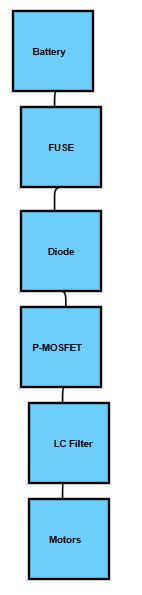 Battery
FUSE
Diode
P-MOSFET
LC Filter
Motors